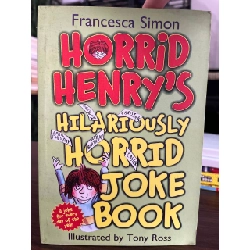 Francesca Simon
HORRiD
HENRY'S
HILARIOUSLY
HORRID
JOKE
BOOK
Illustrated by Tony Ross